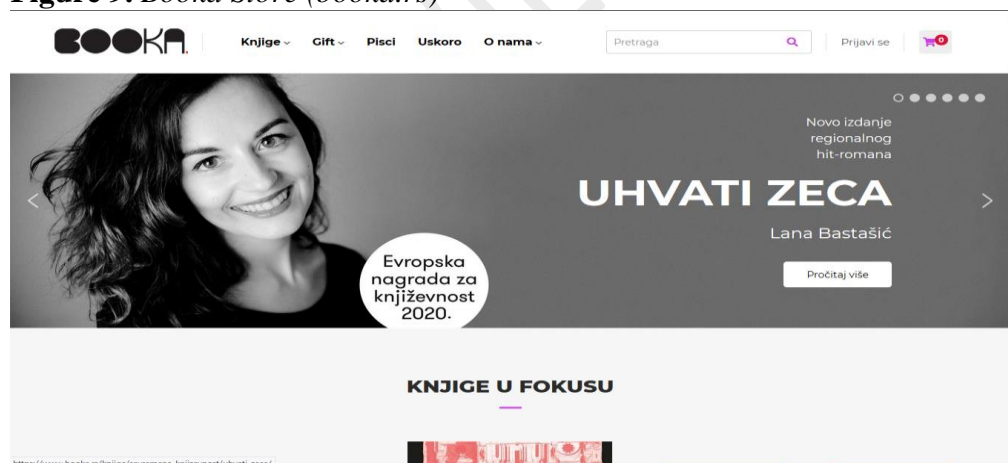 Figure 9. Booka Store (booka.rs)
BOOKA.
Knjige Gift Pisci Uskoro O nama
Pretraga
Prijavi se
0
Novo izdanje
regionalnog
hit-romana
UHVATI ZECA
Lana Bastašić
Pročitaj više
Evropska
nagrada za
književnost
2020.
KNJIGE U FOKUSU